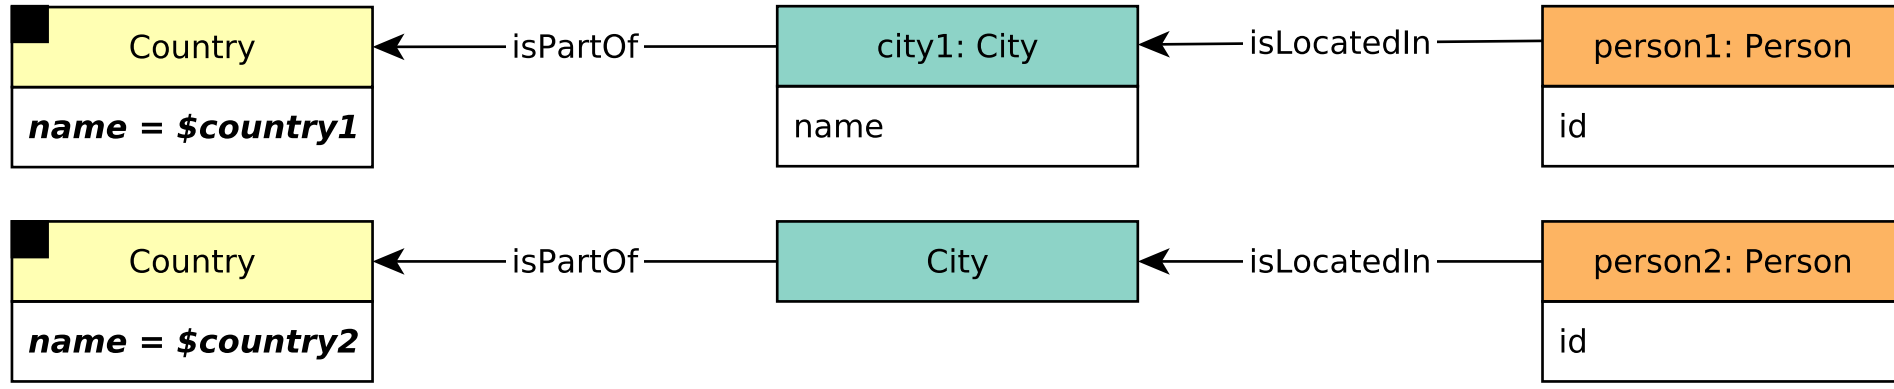 Country isPartOf city1: City isLocatedIn person1: Person
name = $country1 name id
Country isPartOf City isLocatedIn person2: Person
name = $country2 id